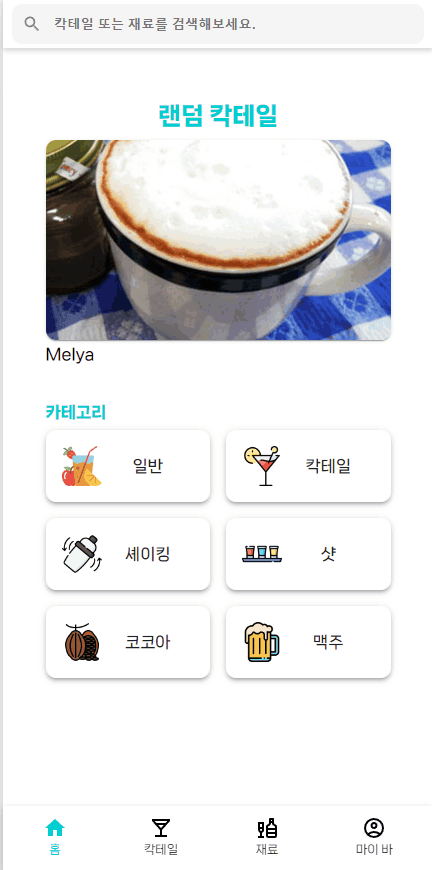 칵테일 또는 재료를 검색해보세요.
랜덤 칵테일
Melya
카테고리
일반
칵테일
셰이킹
샷
코코아
맥주
홈
칵테일
재료
마이 바